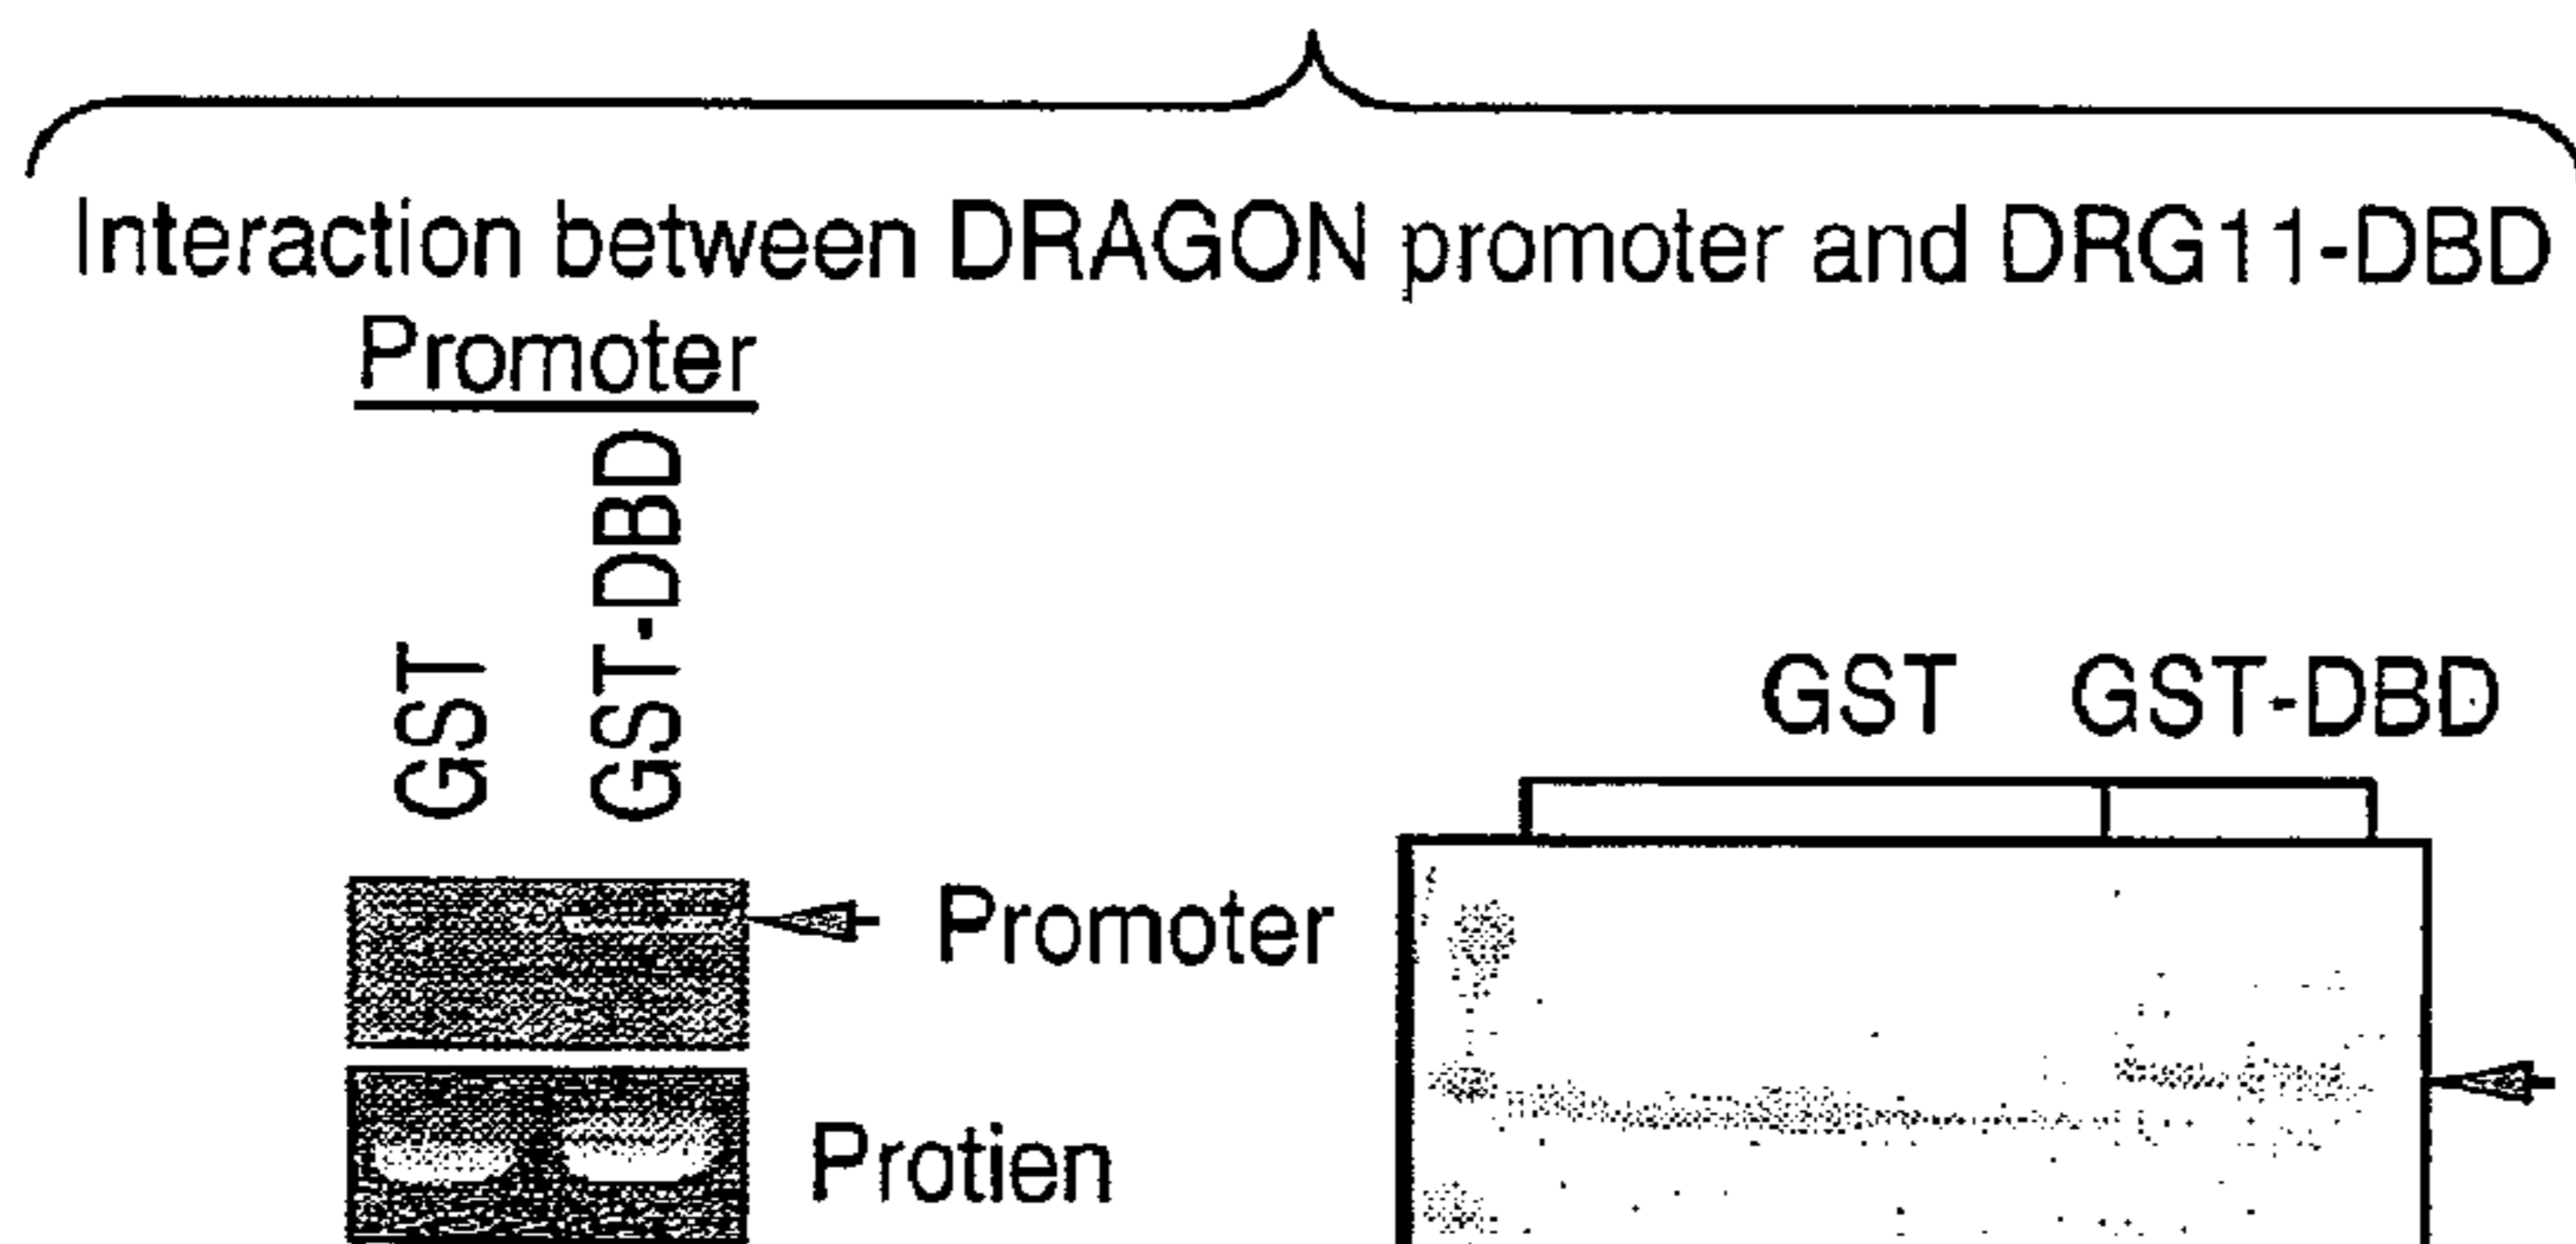 Interaction between DRAGON promoter and DRG11-DBD
Promoter
GST
GST-DBD
Promoter
Protien
GST GST-DBD